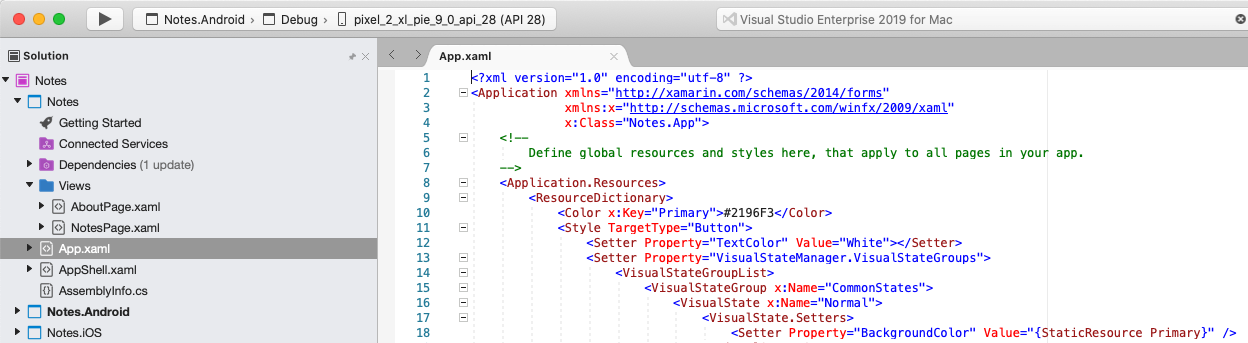 Notes.Android > Debug > pixel_2_xl_pie_9_0_api_28 (API 28)
Visual Studio Enterprise 2019 for Mac
Solution
Notes
Notes
Getting Started
Connected Services
Dependencies (1 update)
Views
AboutPage.xaml
NotesPage.xaml
App.xaml
AppShell.xaml
AssemblyInfo.cs
Notes.Android
Notes.iOS
App.xaml
1 <?xml version="1.0" encoding="utf-8" ?>
2 <Application xmlns="http://xamarin.com/schemas/2014/forms"
3 xmlns:x="http://schemas.microsoft.com/winfx/2009/xaml"
4 x:Class="Notes.App">
5 <!--
6 Define global resources and styles here, that apply to all pages in your app.
7 -->
8 <Application.Resources>
9 <ResourceDictionary>
10 <Color x:Key="Primary">#2196F3</Color>
11 <Style TargetType="Button">
12 <Setter Property="TextColor" Value="White"></Setter>
13 <Setter Property="VisualStateManager.VisualStateGroups">
14 <VisualStateGroupList>
15 <VisualStateGroup x:Name="CommonStates">
16 <VisualState x:Name="Normal">
17 <VisualState.Setters>
18 <Setter Property="BackgroundColor" Value="{StaticResource Primary}" />